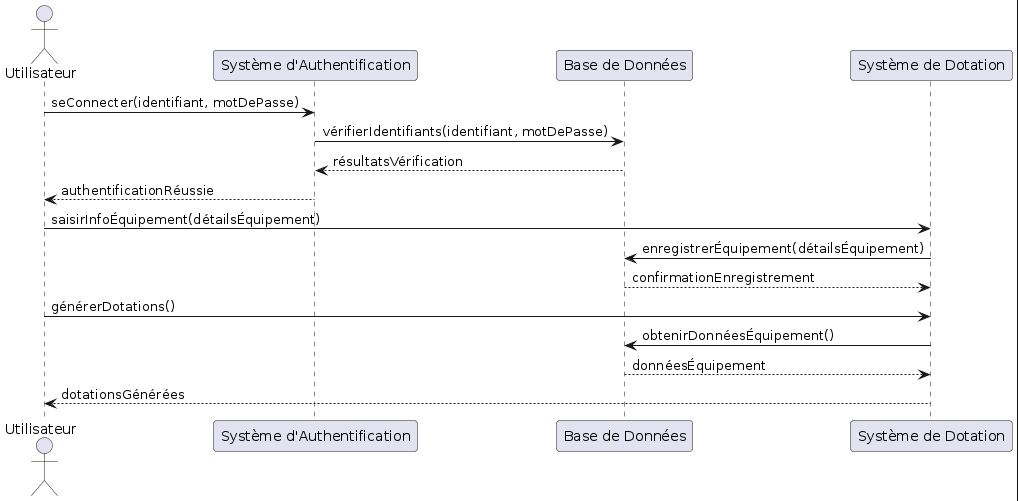 Utilisateur
Système d'Authentification
Base de Données
Système de Dotation
seConnecter(identifiant, motDePasse)
vérifierIdentifiants(identifiant, motDePasse)
résultatsVérification
authentificationRéussie
saisirInfoÉquipement(détailsÉquipement)
enregistrerÉquipement(détailsÉquipement)
confirmationEnregistrement
générerDotations()
obtenirDonnéesÉquipement()
donnéesÉquipement
dotationsGénérées
Utilisateur
Système d'Authentification
Base de Données
Système de Dotation